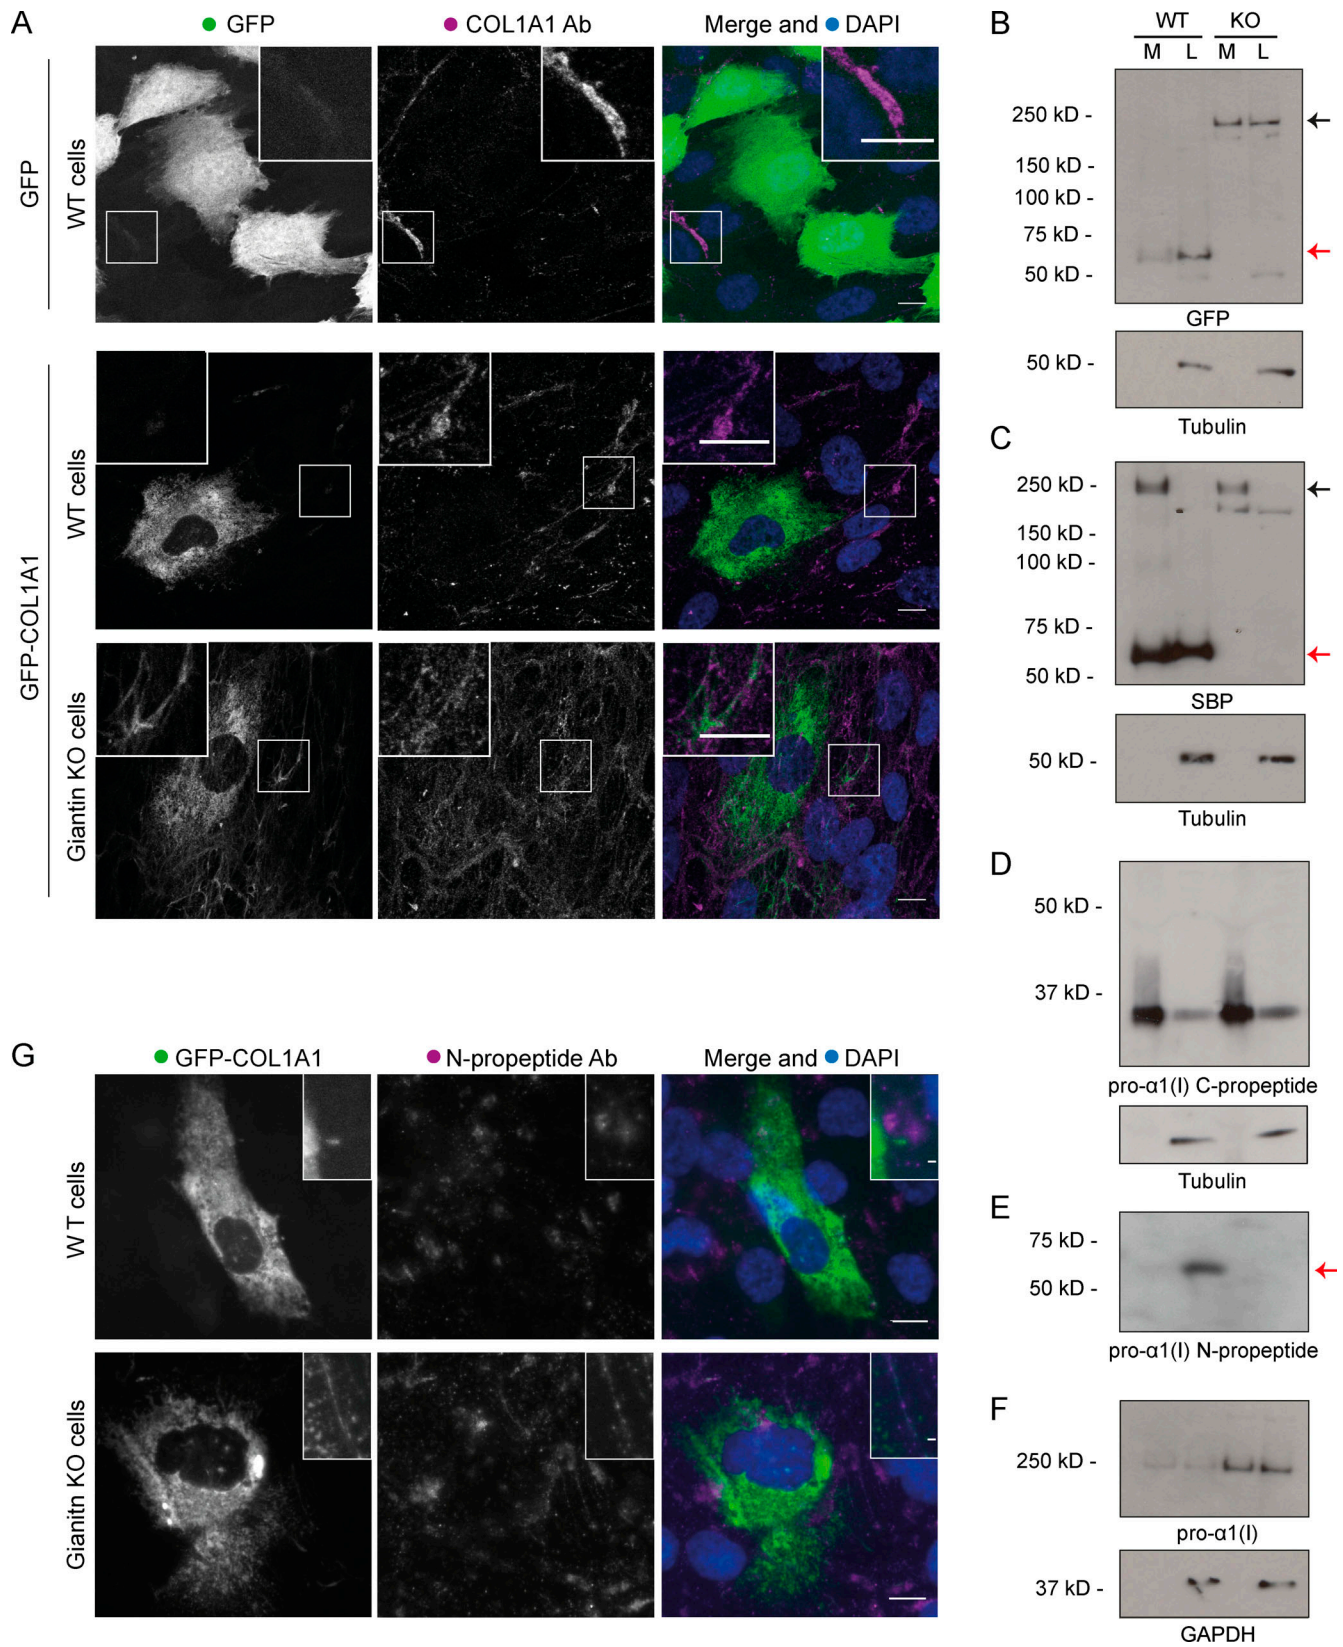 A
GFP
COL1A1 Ab
Merge and DAPI
GFP
WT cells
GFP-COL1A1
WT cells
Giantin KO cells
B
WT KO
M L M L
250 kD -
150 kD -
100 kD -
75 kD -
50 kD -
GFP
50 kD -
Tubulin
C
250 kD -
150 kD -
100 kD -
75 kD -
50 kD -
SBP
50 kD -
Tubulin
D
50 kD -
37 kD -
pro-α1(I) C-propeptide
Tubulin
E
75 kD -
50 kD -
pro-α1(I) N-propeptide
F
250 kD -
pro-α1(I)
37 kD -
GAPDH
G
GFP-COL1A1
N-propeptide Ab
Merge and DAPI
W T cells
Gianitn KO cells